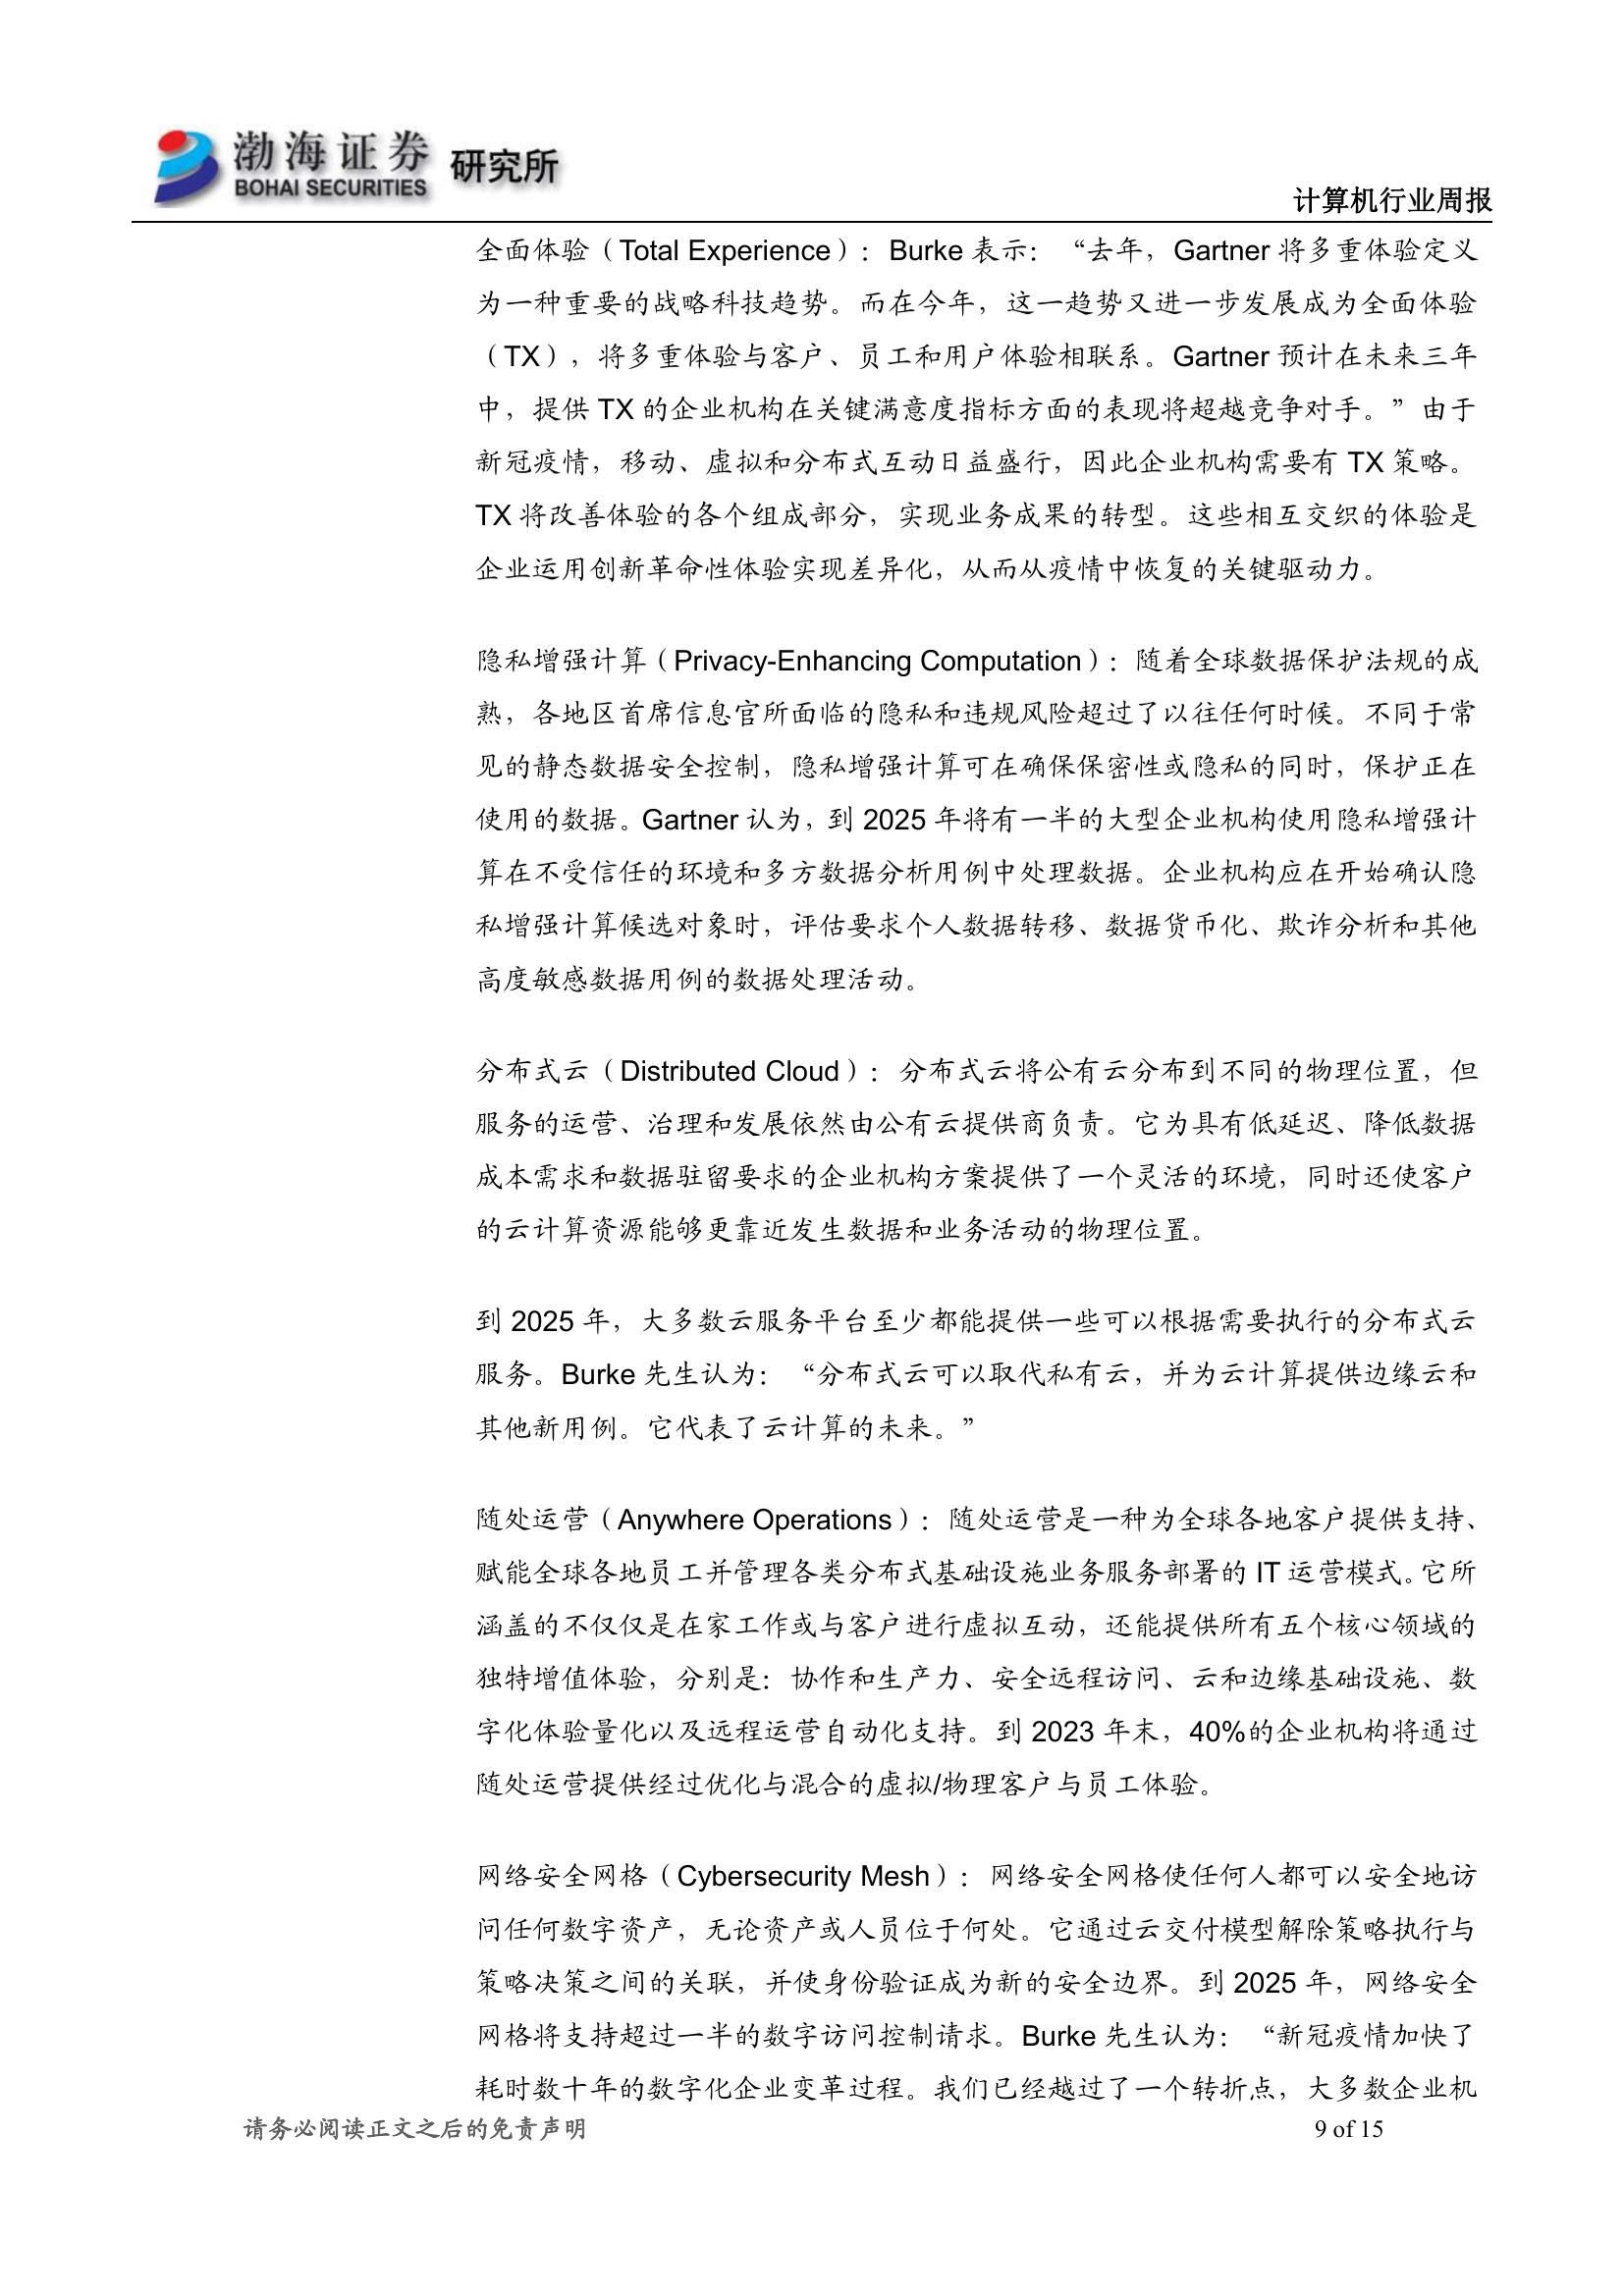 渤海证券 研究所
BOHAI SECURITIES
计算机行业周报
全面体验（Total Experience）：Burke 表示：“去年，Gartner 将多重体验定义
为一种重要的战略科技趋势。而在今年，这一趋势又进一步发展成为全面体验
（TX），将多重体验与客户、员工和用户体验相联系。Gartner 预计在未来三年
中，提供 TX 的企业机构在关键满意度指标方面的表现将超越竞争对手。”由于
新冠疫情，移动、虚拟和分布式互动日益盛行，因此企业机构需要有 TX 策略。
TX 将改善体验的各个组成部分，实现业务成果的转型。这些相互交织的体验是
企业运用创新革命性体验实现差异化，从而从疫情中恢复的关键驱动力。
隐私增强计算（Privacy-Enhancing Computation）：随着全球数据保护法规的成
熟，各地区首席信息官所面临的隐私和违规风险超过了以往任何时候。不同于常
见的静态数据安全控制，隐私增强计算可在确保保密性或隐私的同时，保护正在
使用的数据。Gartner 认为，到 2025 年将有一半的大型企业机构使用隐私增强计
算在不受信任的环境和多方数据分析用例中处理数据。企业机构应在开始确认隐
私增强计算候选对象时，评估要求个人数据转移、数据货币化、欺诈分析和其他
高度敏感数据用例的数据处理活动。
分布式云（Distributed Cloud）：分布式云将公有云分布到不同的物理位置，但
服务的运营、治理和发展依然由公有云提供商负责。它为具有低延迟、降低数据
成本需求和数据驻留要求的企业机构方案提供了一个灵活的环境，同时还使客户
的云计算资源能够更靠近发生数据和业务活动的物理位置。
到 2025 年，大多数云服务平台至少都能提供一些可以根据需要执行的分布式云
服务。Burke 先生认为：“分布式云可以取代私有云，并为云计算提供边缘云和
其他新用例。它代表了云计算的未来。”
随处运营（Anywhere Operations）：随处运营是一种为全球各地客户提供支持、
赋能全球各地员工并管理各类分布式基础设施业务服务部署的 IT 运营模式。它所
涵盖的不仅仅是在家工作或与客户进行虚拟互动，还能提供所有五个核心领域的
独特增值体验，分别是：协作和生产力、安全远程访问、云和边缘基础设施、数
字化体验量化以及远程运营自动化支持。到 2023 年末，40%的企业机构将通过
随处运营提供经过优化与混合的虚拟/物理客户与员工体验。
网络安全网格（Cybersecurity Mesh）：网络安全网格使任何人都可以安全地访
问任何数字资产，无论资产或人员位于何处。它通过云交付模型解除策略执行与
策略决策之间的关联，并使身份验证成为新的安全边界。到 2025 年，网络安全
网格将支持超过一半的数字访问控制请求。Burke 先生认为：“新冠疫情加快了
耗时数十年的数字化企业变革过程。我们已经越过了一个转折点，大多数企业机
请务必阅读正文之后的免责声明
9 of 15